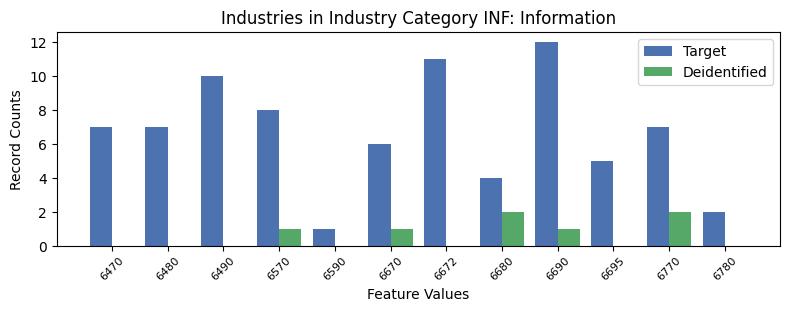 Industries in Industry Category INF: Information
Target
Deidentified
Record Counts
12
10
8
6
4
2
0
6470 6480 6490 6570 6590 6670 6672 6680 6690 6695 6770 6780
Feature Values